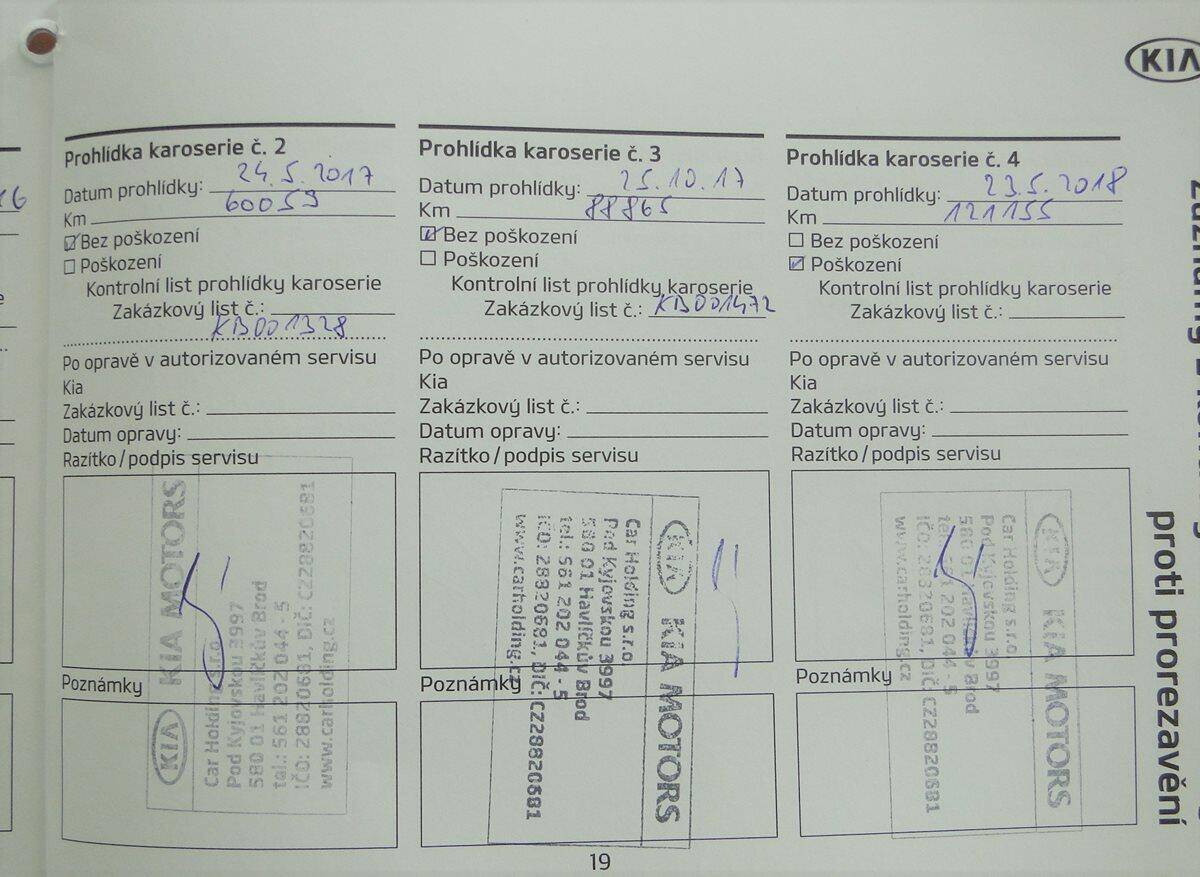 KIA
Prohlídka karoserie č. 2
Datum prohlídky: 24.5.2017
Km 60059
Bez poškození
Poškození
Kontrolní list prohlídky karoserie
Zakázkový list č.:
KB001328
Po opravě v autorizovaném servisu
Kia
Zakázkový list č.:
Datum opravy:
Razítko / podpis servisu
KIA KIA MOTORS
Car Holding s.r.o
Pod Kyjovskou 3997
580 01 Havlíčkův Brod
tel.: 561 202 044 - 5
IČO: 28820681, DIČ: CZ28820681
www.carholding.cz
Poznámky
Prohlídka karoserie č. 3
Datum prohlídky: 25.10.17
Km 88865
Bez poškození
Poškození
Kontrolní list prohlídky karoserie
Zakázkový list č.: KB001472
Po opravě v autorizovaném servisu
Kia
Zakázkový list č.:
Datum opravy:
Razítko / podpis servisu
KIA KIA MOTORS
Car Holding s.r.o
Pod Kyjovskou 3997
580 01 Havlíčkův Brod
tel.: 561 202 044 - 5
IČO: 28820681, DIČ: CZ28820681
www.carholding.cz
Poznámky
Prohlídka karoserie č. 4
Datum prohlídky: 23.5.2018
Km 121155
Bez poškození
Poškození
Kontrolní list prohlídky karoserie
Zakázkový list č.:
Po opravě v autorizovaném servisu
Kia
Zakázkový list č.:
Datum opravy:
Razítko / podpis servisu
KIA KIA MOTORS
Car Holding s.r.o
Pod Kyjovskou 3997
580 01 Havlíčkův Brod
202 044 - 5
IČO: 28820681, DIČ: CZ28820681
www.carholding.cz
Poznámky
proti prorezavění
19